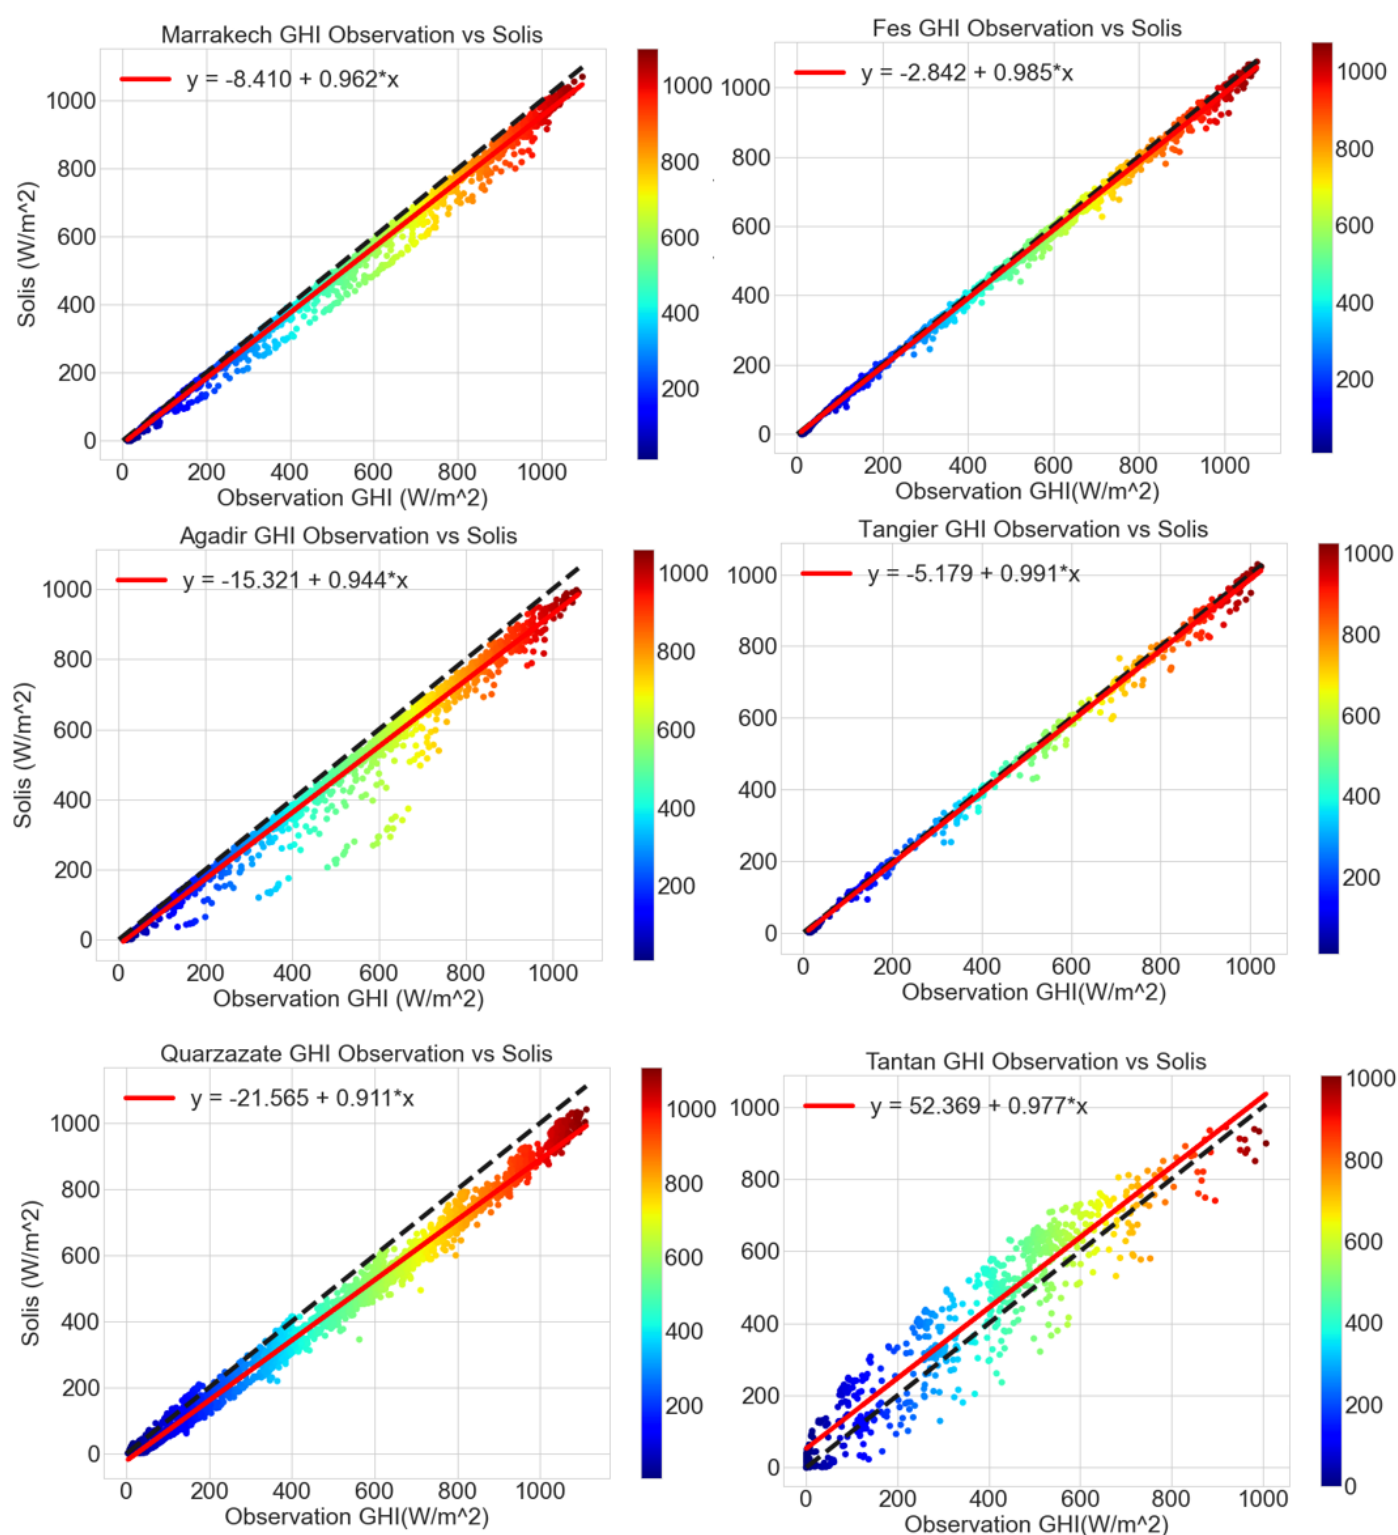 Marrakech GHI Observation vs Solis
y = -8.410 + 0.962*x
1000
800
600
400
200
0
Solis (W/m^2)
0 200 400 600 800 1000
Observation GHI (W/m^2)
1000
800
600
400
200
Fes GHI Observation vs Solis
y = -2.842 + 0.985*x
1000
800
600
400
200
0
0 200 400 600 800 1000
Observation GHI(W/m^2)
1000
800
600
400
200
Agadir GHI Observation vs Solis
y = -15.321 + 0.944*x
1000
800
600
400
200
0
Solis (W/m^2)
0 200 400 600 800 1000
Observation GHI (W/m^2)
1000
800
600
400
200
Tangier GHI Observation vs Solis
y = -5.179 + 0.991*x
1000
800
600
400
200
0
0 200 400 600 800 1000
Observation GHI(W/m^2)
1000
800
600
400
200
Quarzazate GHI Observation vs Solis
y = -21.565 + 0.911*x
1000
800
600
400
200
0
Solis (W/m^2)
0 200 400 600 800 1000
Observation GHI(W/m^2)
1000
800
600
400
200
Tantan GHI Observation vs Solis
y = 52.369 + 0.977*x
1000
800
600
400
200
0
0 200 400 600 800 1000
Observation GHI(W/m^2)
1000
800
600
400
200
0